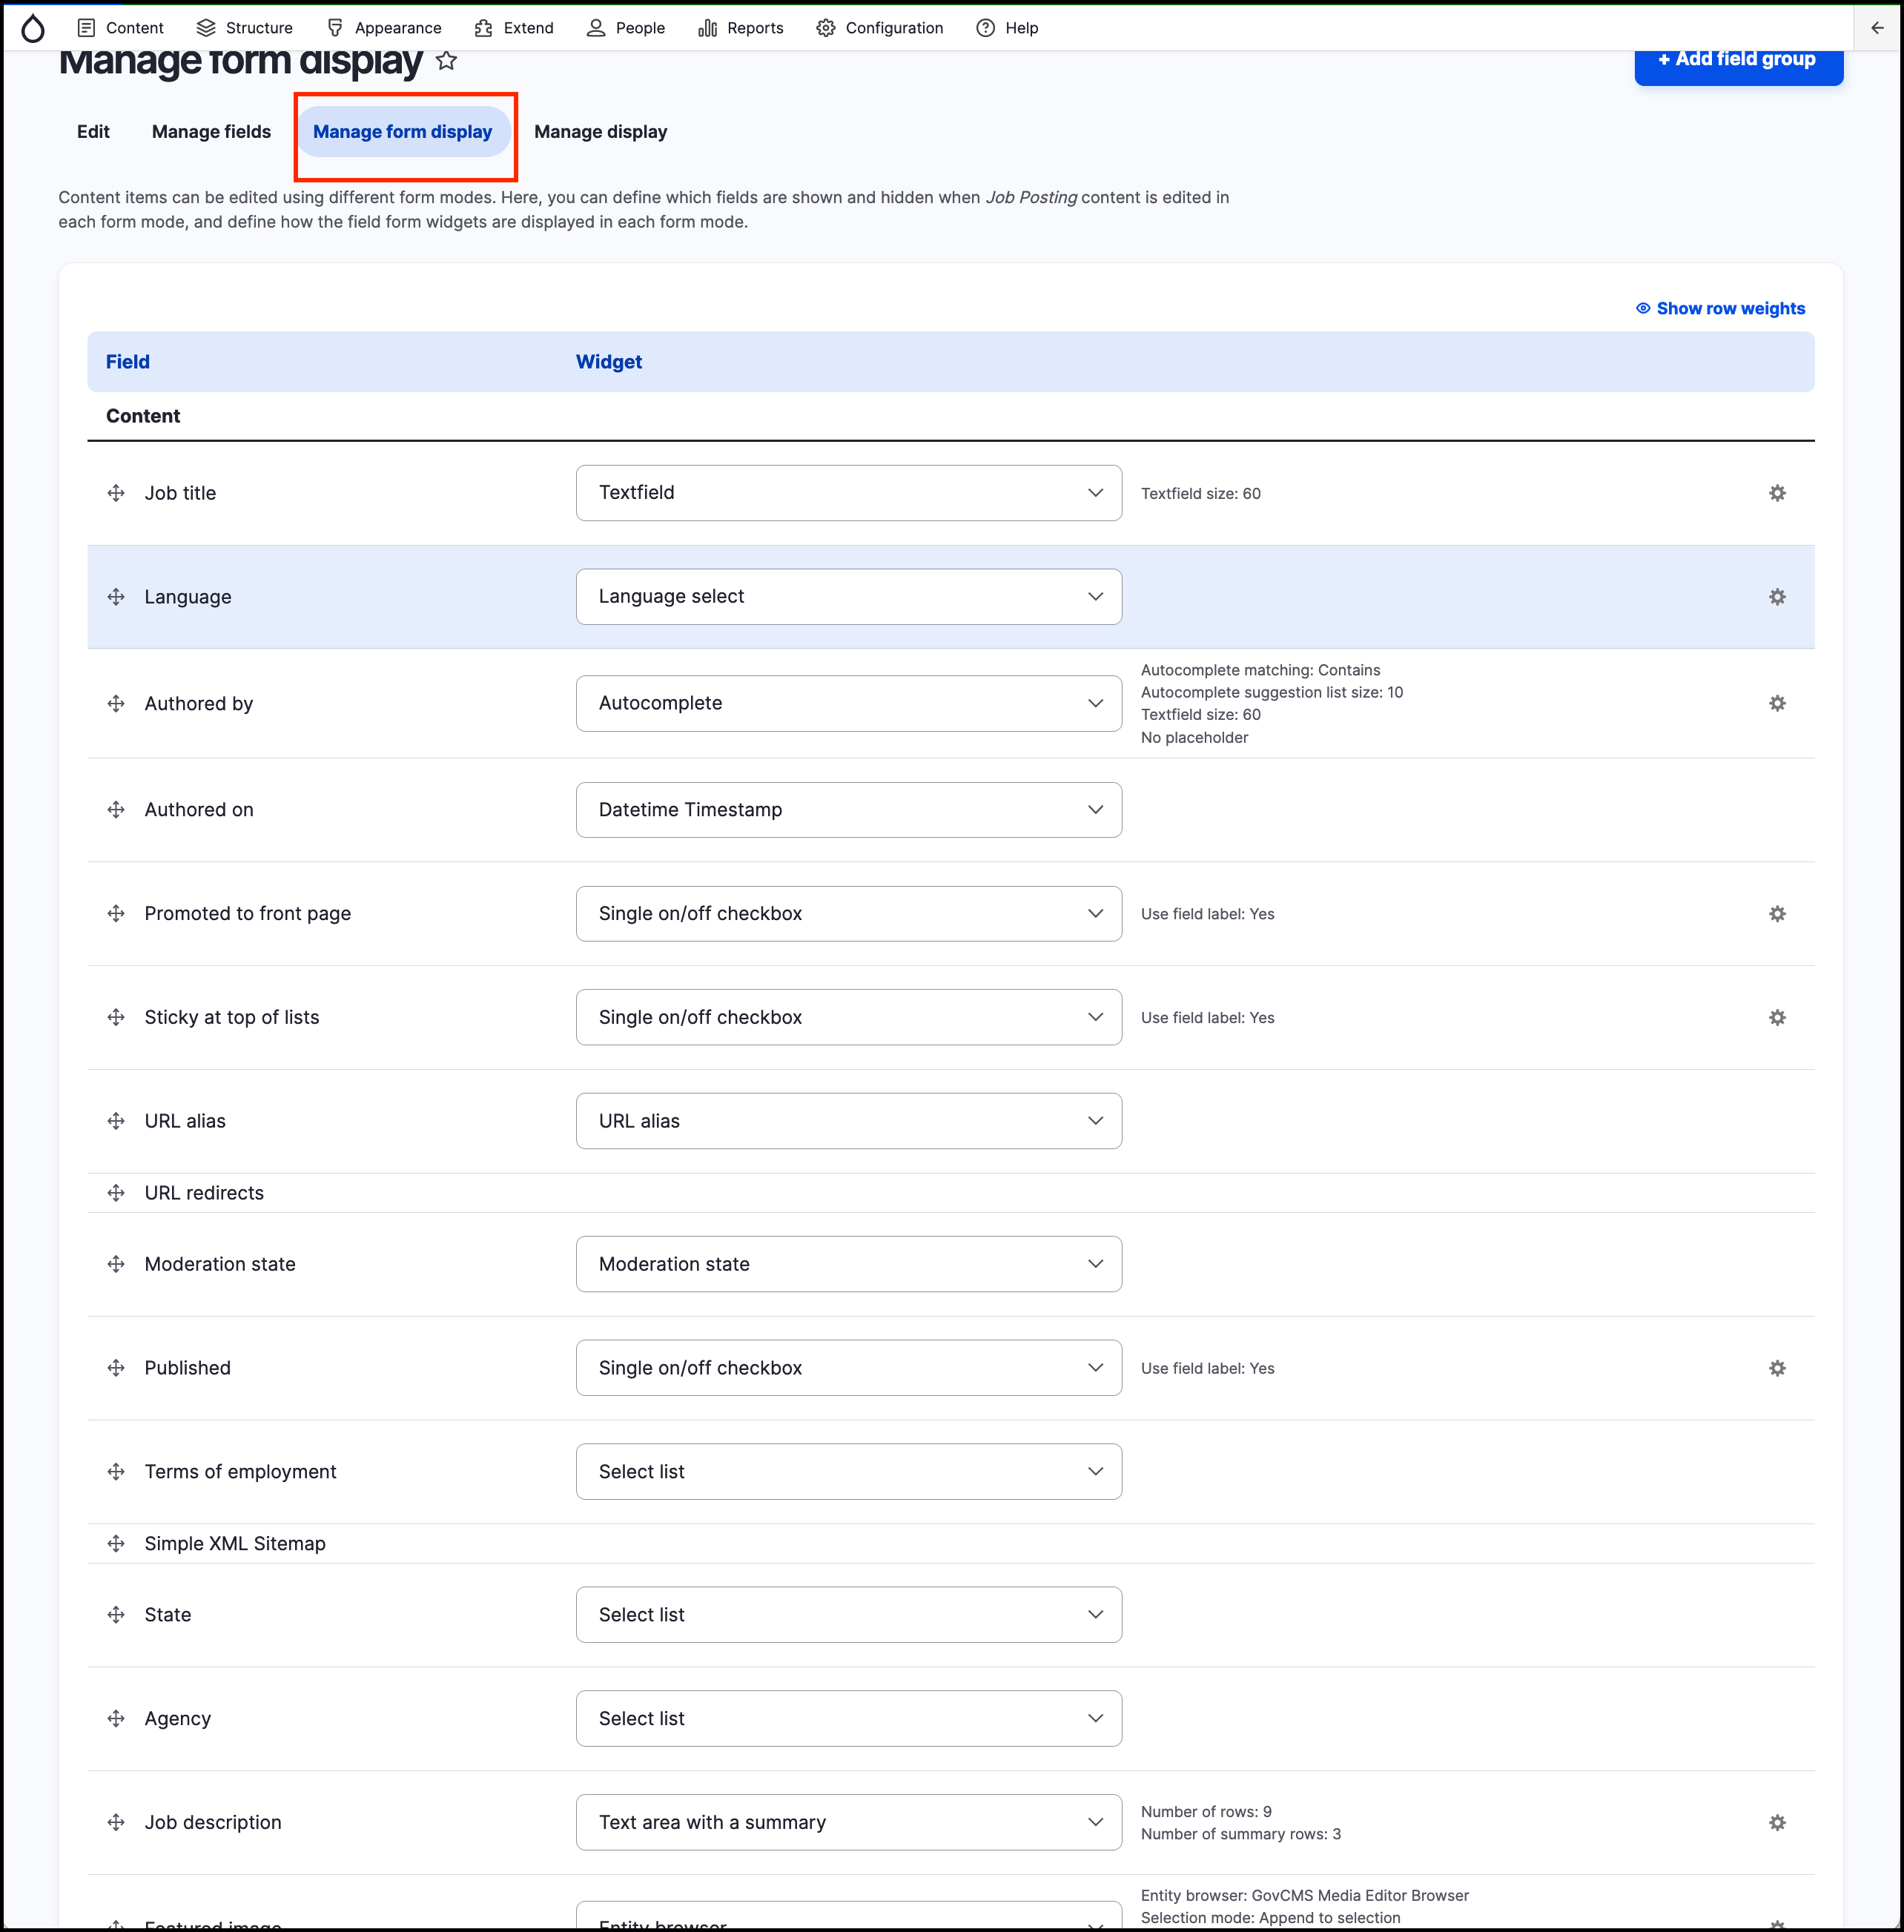 Content Structure Appearance Extend People Reports Configuration Help
Manage form display
+ Add field group
Edit Manage fields Manage form display Manage display
Content items can be edited using different form modes. Here, you can define which fields are shown and hidden when Job Posting content is edited in
each form mode, and define how the field form widgets are displayed in each form mode.
Show row weights
Field Widget
Content
Job title Textfield Textfield size: 60
Language Language select
Authored by Autocomplete
Autocomplete matching: Contains
Autocomplete suggestion list size: 10
Textfield size: 60
No placeholder
Authored on Datetime Timestamp
Promoted to front page Single on/off checkbox Use field label: Yes
Sticky at top of lists Single on/off checkbox Use field label: Yes
URL alias URL alias
URL redirects
Moderation state Moderation state
Published Single on/off checkbox Use field label: Yes
Terms of employment Select list
Simple XML Sitemap
State Select list
Agency Select list
Job description Text area with a summary
Number of rows: 9
Number of summary rows: 3
Featured image Entity browser
Entity browser: GovCMS Media Editor Browser
Selection mode: Append to selection